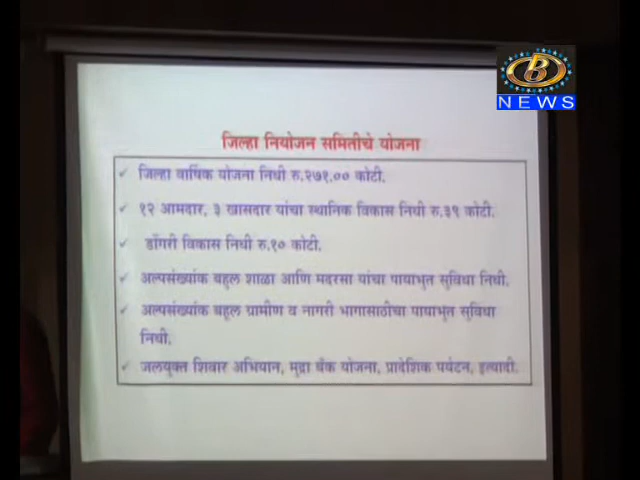 B
NEWS
जिल्हा नियोजन समितीचे योजना
✓ जिल्हा वार्षिक योजना निधी रु.२७१.०० कोटी.
✓ १२ आमदार, ३ खासदार यांचा स्थानिक विकास निधी रु.३९ कोटी.
✓ डोंगरी विकास निधी रु.१० कोटी.
✓ अल्पसंख्यांक बहूल शाळा आणि मदरसा यांचा पायाभुत सुविधा निधी.
✓ अल्पसंख्यांक बहूल ग्रामीण व नागरी भागासाठीचा पायाभूत सुविधा
निधी.
✓ जलयुक्त शिवार अभियान, मुद्रा बँक योजना, प्रादेशिक पर्यटन, इत्यादी.